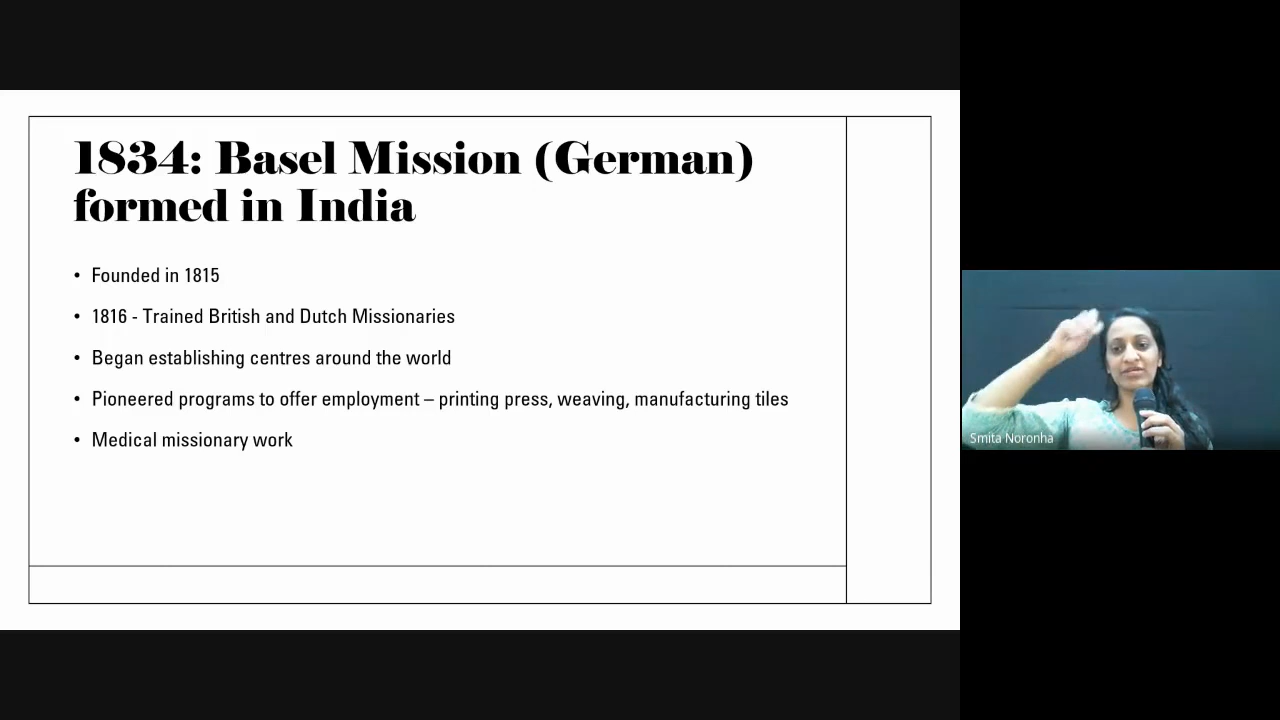 1834: Basel Mission (German)
formed in India
• Founded in 1815
• 1816 - Trained British and Dutch Missionaries
• Began establishing centres around the world
• Pioneered programs to offer employment – printing press, weaving, manufacturing tiles
• Medical missionary work
Smita Noronha